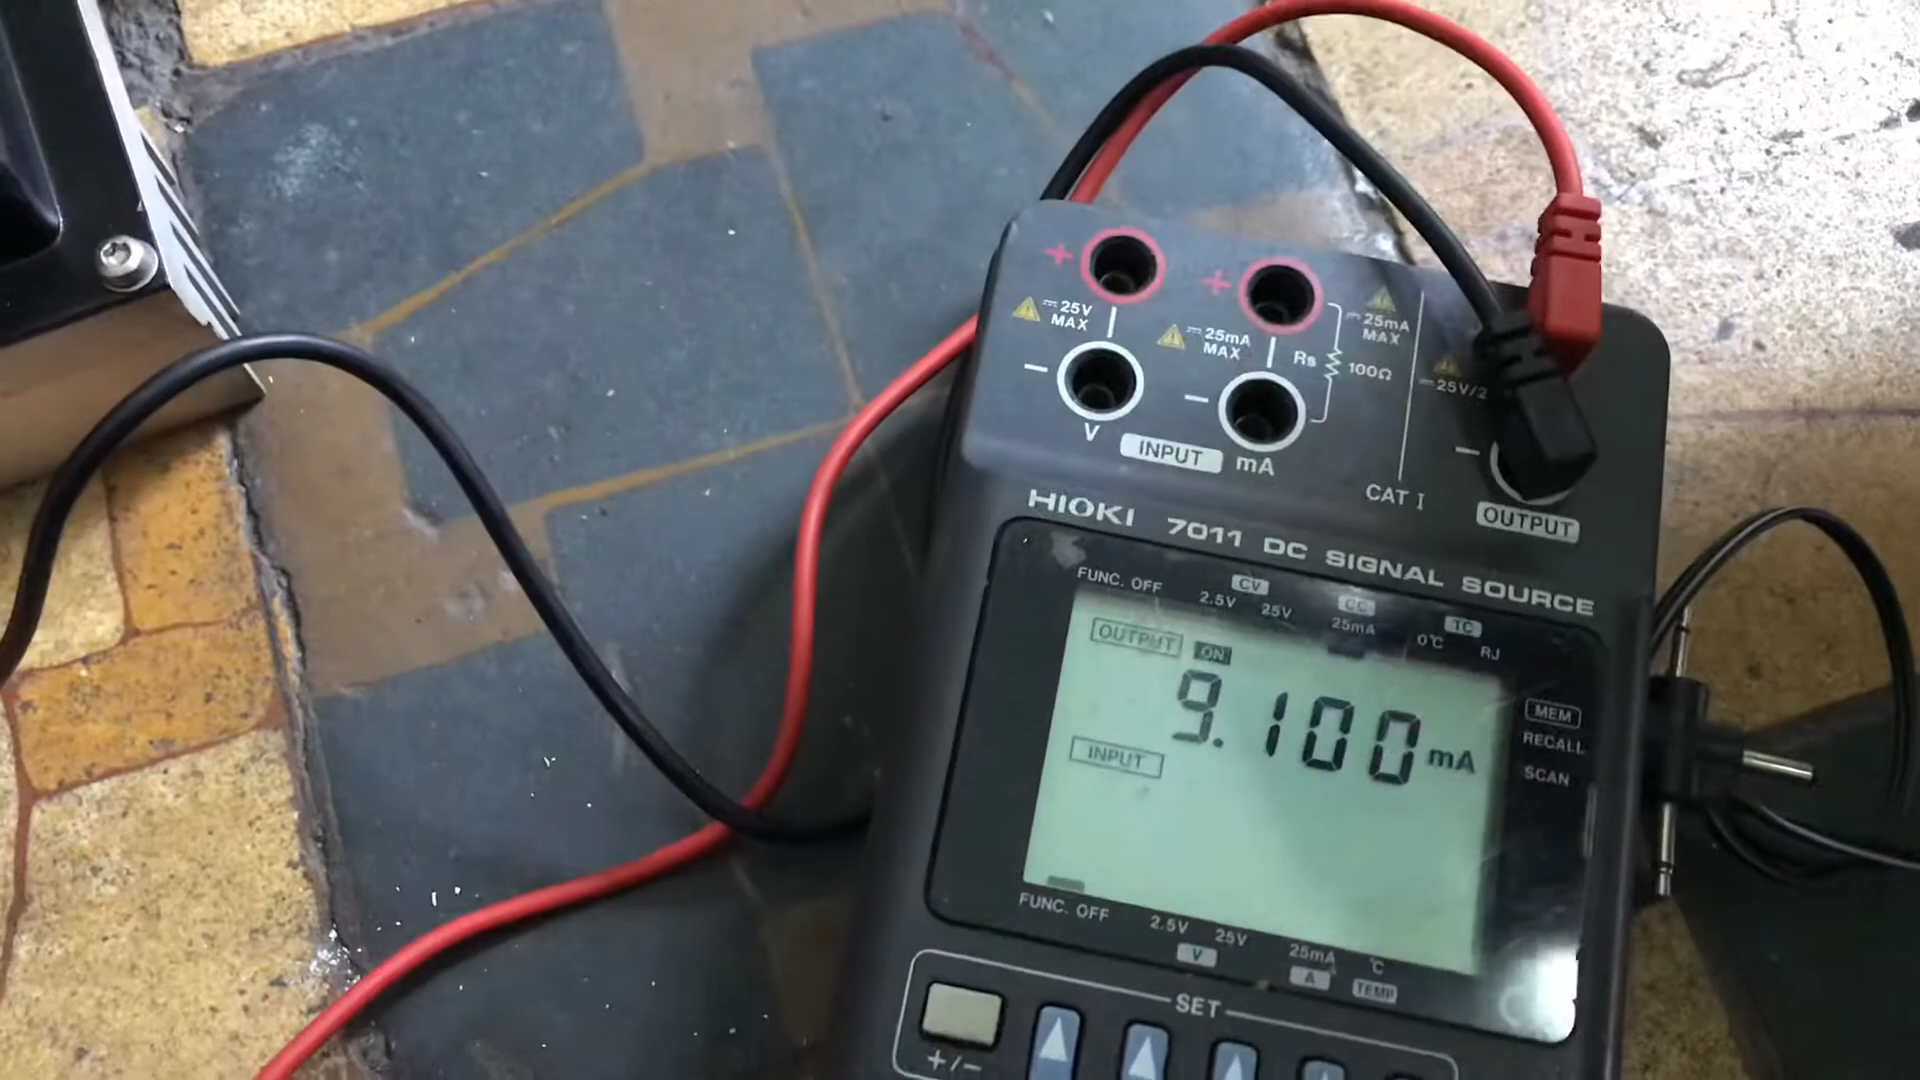 + +
⎓ 25V MAX
⎓ 25mA MAX
⎓ 25mA MAX
Rs 100Ω
⎓ 25V/2
− − −
V INPUT mA
CAT I
OUTPUT
HIOKI 7011 DC SIGNAL SOURCE
FUNC. OFF CV 2.5V 25V CC 25mA TC 0℃ RJ
OUTPUT ON
9.100 mA
INPUT
MEM
RECALL
SCAN
FUNC. OFF 2.5V 25V 25mA ℃
V A TEMP
SET
+/−